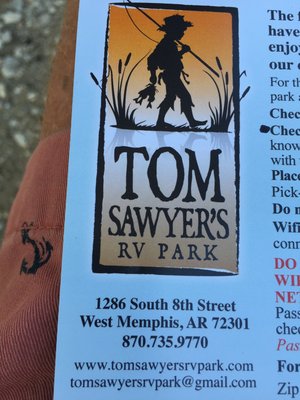 TOM
SAWYER'S
RV PARK
1286 South 8th Street
West Memphis, AR 72301
870.735.9770
www.tomsawyersrvpark.com
tomsawyersrvpark@gmail.com
The f
have
enjoy
our
For th
park a
Chec
Chec
know
with
Place
Pick-
Do n
Wifi
conn
DO
WI
NE
Pass
chec
Pas
For
Zip